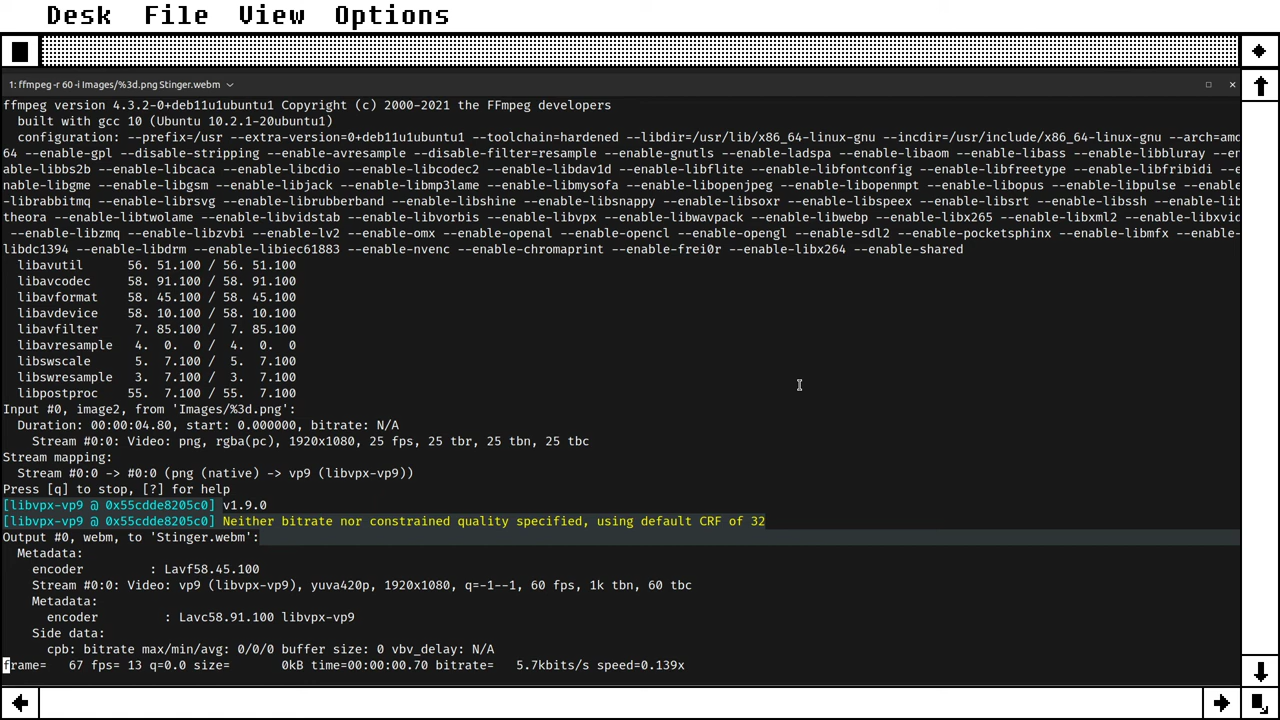 Desk File View Options
1: ffmpeg -r 60 -i Images/%3d.png Stinger.webm
ffmpeg version 4.3.2-0+deb11u1ubuntu1 Copyright (c) 2000-2021 the FFmpeg developers
  built with gcc 10 (Ubuntu 10.2.1-20ubuntu1)
  configuration: --prefix=/usr --extra-version=0+deb11u1ubuntu1 --toolchain=hardened --libdir=/usr/lib/x86_64-linux-gnu --incdir=/usr/include/x86_64-linux-gnu --arch=amd
64 --enable-gpl --disable-stripping --enable-avresample --disable-filter=resample --enable-gnutls --enable-ladspa --enable-libaom --enable-libass --enable-libbluray --en
able-libbs2b --enable-libcaca --enable-libcdio --enable-libcodec2 --enable-libdav1d --enable-libflite --enable-libfontconfig --enable-libfreetype --enable-libfribidi --e
nable-libgme --enable-libgsm --enable-libjack --enable-libmp3lame --enable-libmysofa --enable-libopenjpeg --enable-libopenmpt --enable-libopus --enable-libpulse --enable
-librabbitmq --enable-librsvg --enable-librubberband --enable-libshine --enable-libsnappy --enable-libsoxr --enable-libspeex --enable-libsrt --enable-libssh --enable-lib
theora --enable-libtwolame --enable-libvidstab --enable-libvorbis --enable-libvpx --enable-libwavpack --enable-libwebp --enable-libx265 --enable-libxml2 --enable-libxvid
--enable-libzmq --enable-libzvbi --enable-lv2 --enable-omx --enable-openal --enable-opencl --enable-opengl --enable-sdl2 --enable-pocketsphinx --enable-libmfx --enable-
libdc1394 --enable-libdrm --enable-libiec61883 --enable-nvenc --enable-chromaprint --enable-frei0r --enable-libx264 --enable-shared
  libavutil      56. 51.100 / 56. 51.100
  libavcodec     58. 91.100 / 58. 91.100
  libavformat    58. 45.100 / 58. 45.100
  libavdevice    58. 10.100 / 58. 10.100
  libavfilter     7. 85.100 /  7. 85.100
  libavresample   4.  0.  0 /  4.  0.  0
  libswscale      5.  7.100 /  5.  7.100
  libswresample   3.  7.100 /  3.  7.100
  libpostproc    55.  7.100 / 55.  7.100
Input #0, image2, from 'Images/%3d.png':
  Duration: 00:00:04.80, start: 0.000000, bitrate: N/A
    Stream #0:0: Video: png, rgba(pc), 1920x1080, 25 fps, 25 tbr, 25 tbn, 25 tbc
Stream mapping:
  Stream #0:0 -> #0:0 (png (native) -> vp9 (libvpx-vp9))
Press [q] to stop, [?] for help
[libvpx-vp9 @ 0x55cdde8205c0] v1.9.0
[libvpx-vp9 @ 0x55cdde8205c0] Neither bitrate nor constrained quality specified, using default CRF of 32
Output #0, webm, to 'Stinger.webm':
  Metadata:
    encoder         : Lavf58.45.100
    Stream #0:0: Video: vp9 (libvpx-vp9), yuva420p, 1920x1080, q=-1--1, 60 fps, 1k tbn, 60 tbc
    Metadata:
      encoder         : Lavc58.91.100 libvpx-vp9
    Side data:
      cpb: bitrate max/min/avg: 0/0/0 buffer size: 0 vbv_delay: N/A
frame=   67 fps= 13 q=0.0 size=       0kB time=00:00:00.70 bitrate=   5.7kbits/s speed=0.139x